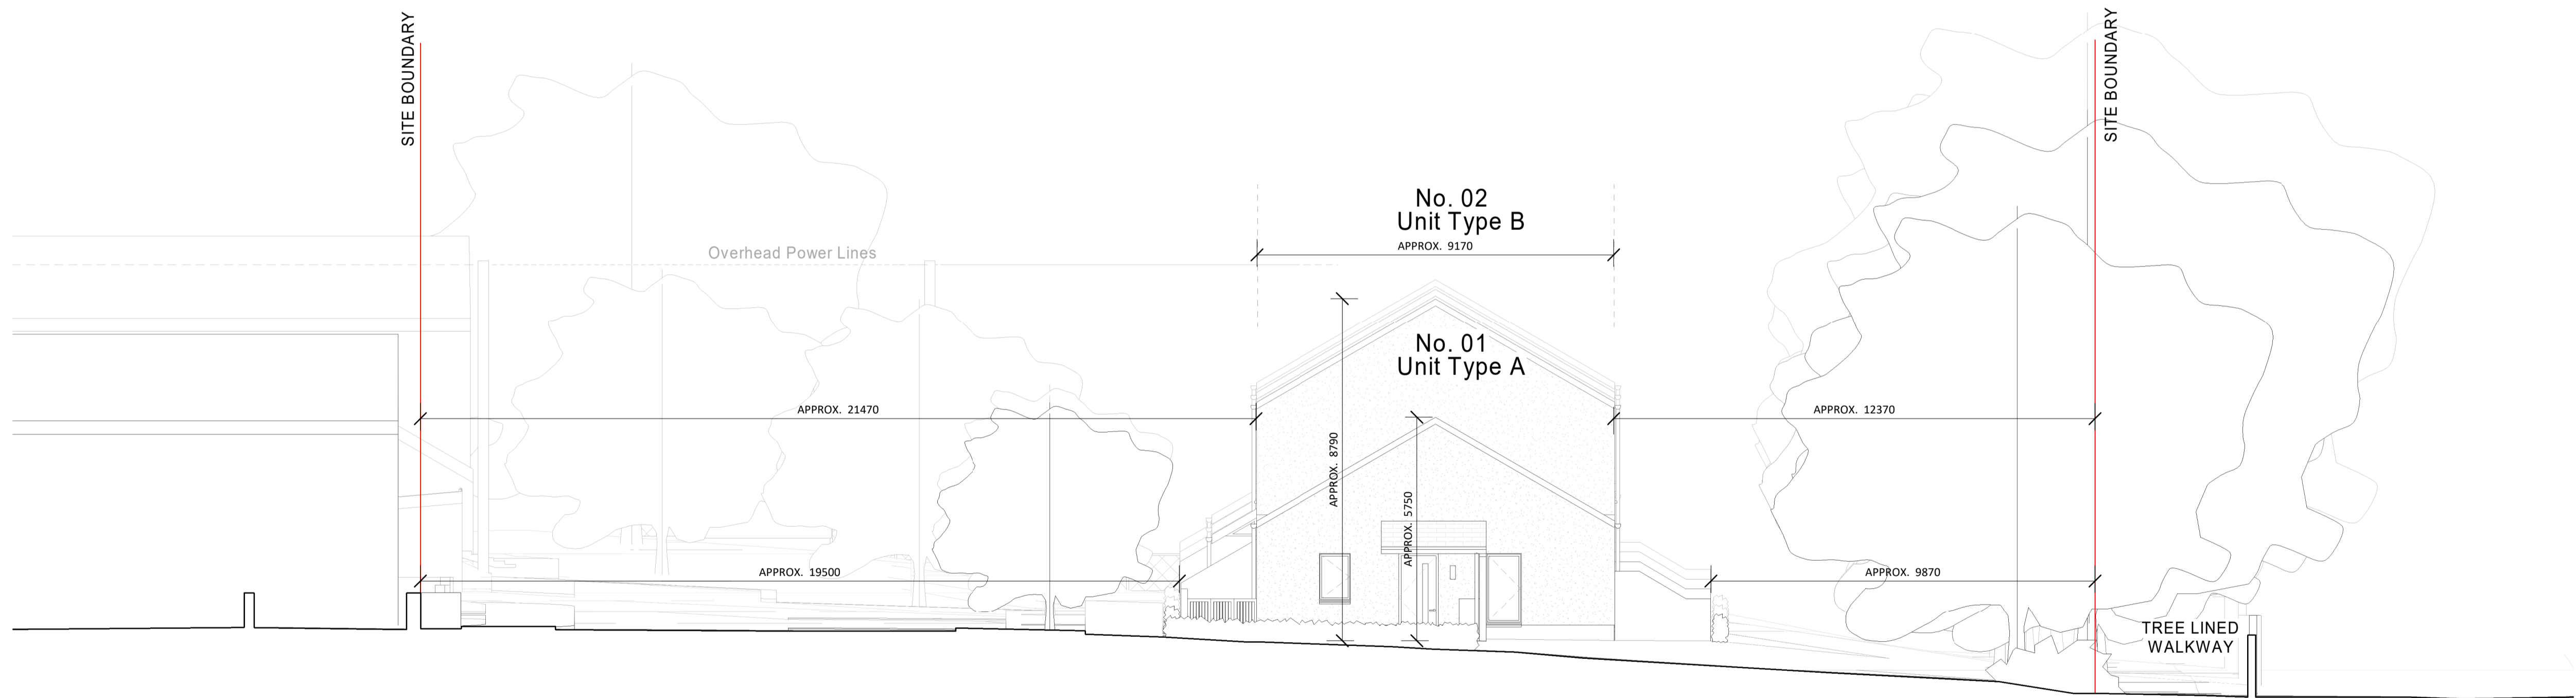 SITE BOUNDARY
SITE BOUNDARY
No. 02
Unit Type B
APPROX. 9170
Overhead Power Lines
No. 01
Unit Type A
APPROX. 21470
APPROX. 12370
APPROX. 8790
APPROX. 5750
APPROX. 19500
APPROX. 9870
TREE LINED
WALKWAY